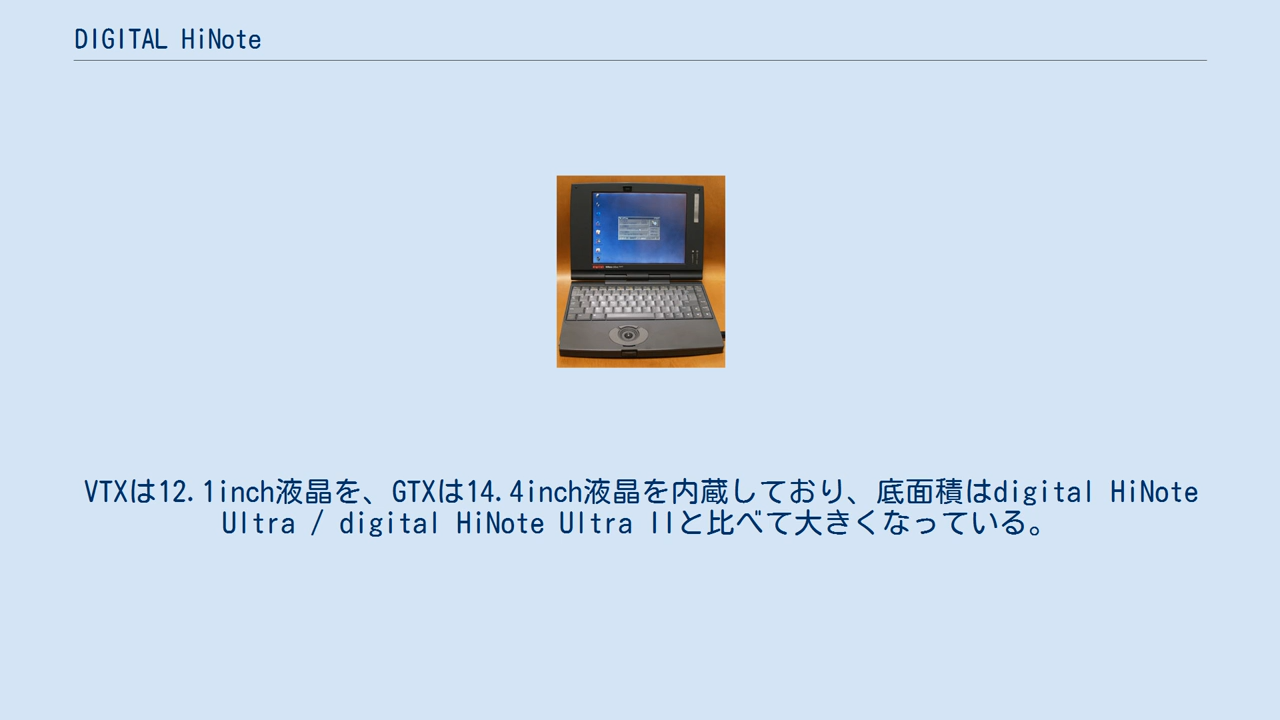 DIGITAL HiNote
VTXは12.1inch液晶を、GTXは14.4inch液晶を内蔵しており、底面積はdigital HiNote
Ultra / digital HiNote Ultra IIと比べて大きくなっている。